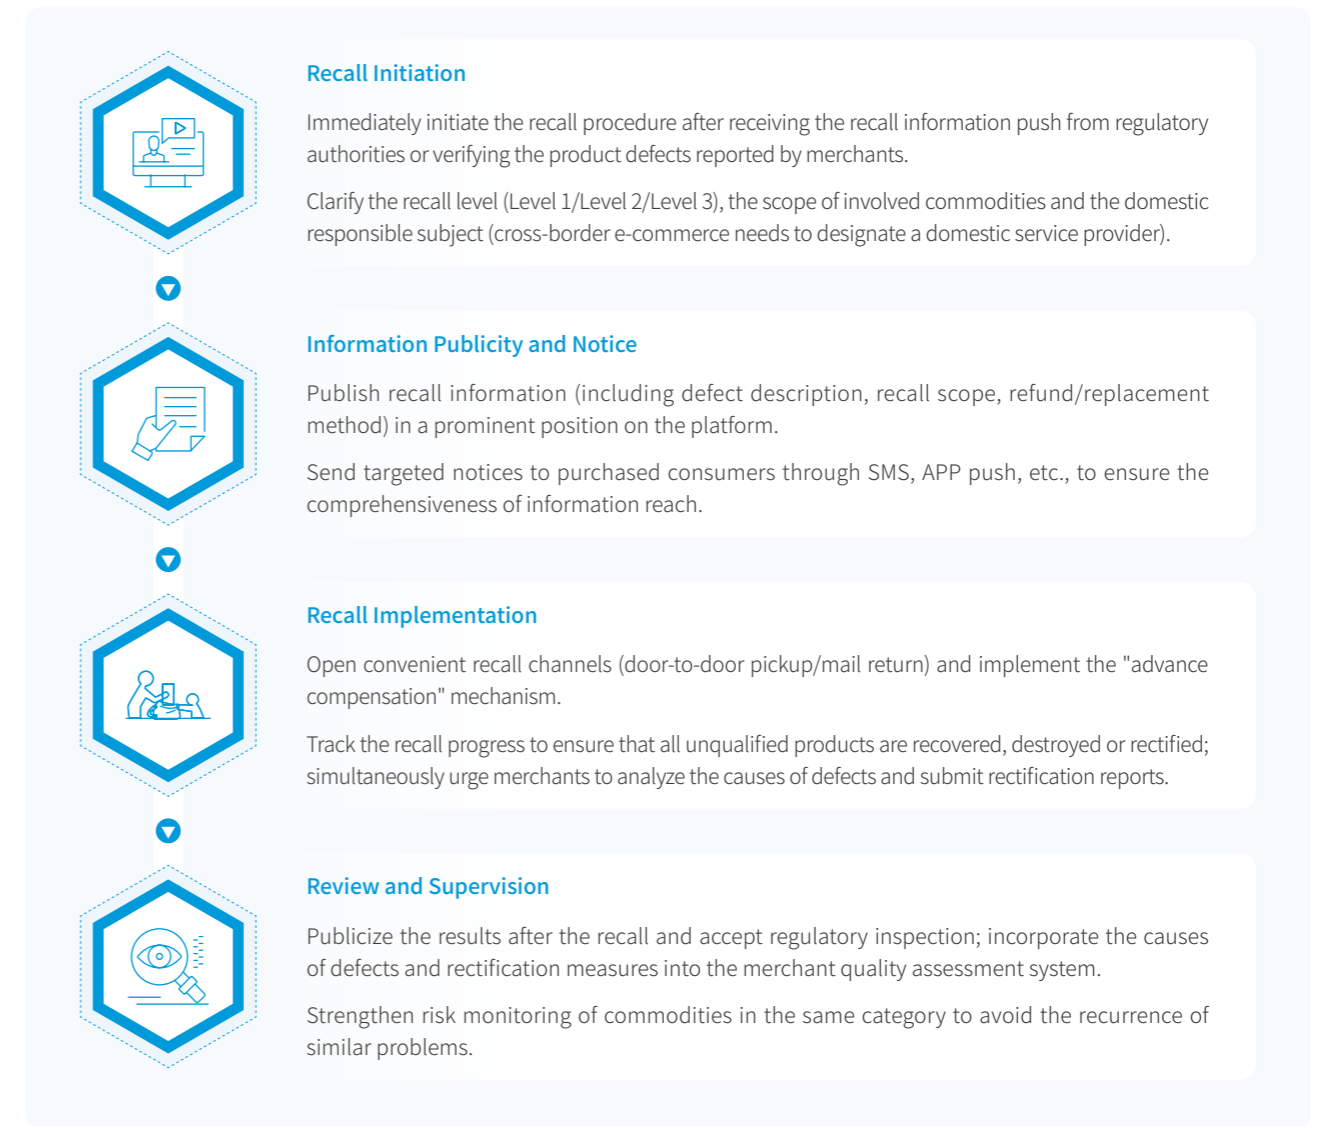 Recall Initiation
Immediately initiate the recall procedure after receiving the recall information push from regulatory
authorities or verifying the product defects reported by merchants.
Clarify the recall level (Level 1/Level 2/Level 3), the scope of involved commodities and the domestic
responsible subject (cross-border e-commerce needs to designate a domestic service provider).
Information Publicity and Notice
Publish recall information (including defect description, recall scope, refund/replacement
method) in a prominent position on the platform.
Send targeted notices to purchased consumers through SMS, APP push, etc., to ensure the
comprehensiveness of information reach.
Recall Implementation
Open convenient recall channels (door-to-door pickup/mail return) and implement the "advance
compensation" mechanism.
Track the recall progress to ensure that all unqualified products are recovered, destroyed or rectified;
simultaneously urge merchants to analyze the causes of defects and submit rectification reports.
Review and Supervision
Publicize the results after the recall and accept regulatory inspection; incorporate the causes
of defects and rectification measures into the merchant quality assessment system.
Strengthen risk monitoring of commodities in the same category to avoid the recurrence of
similar problems.